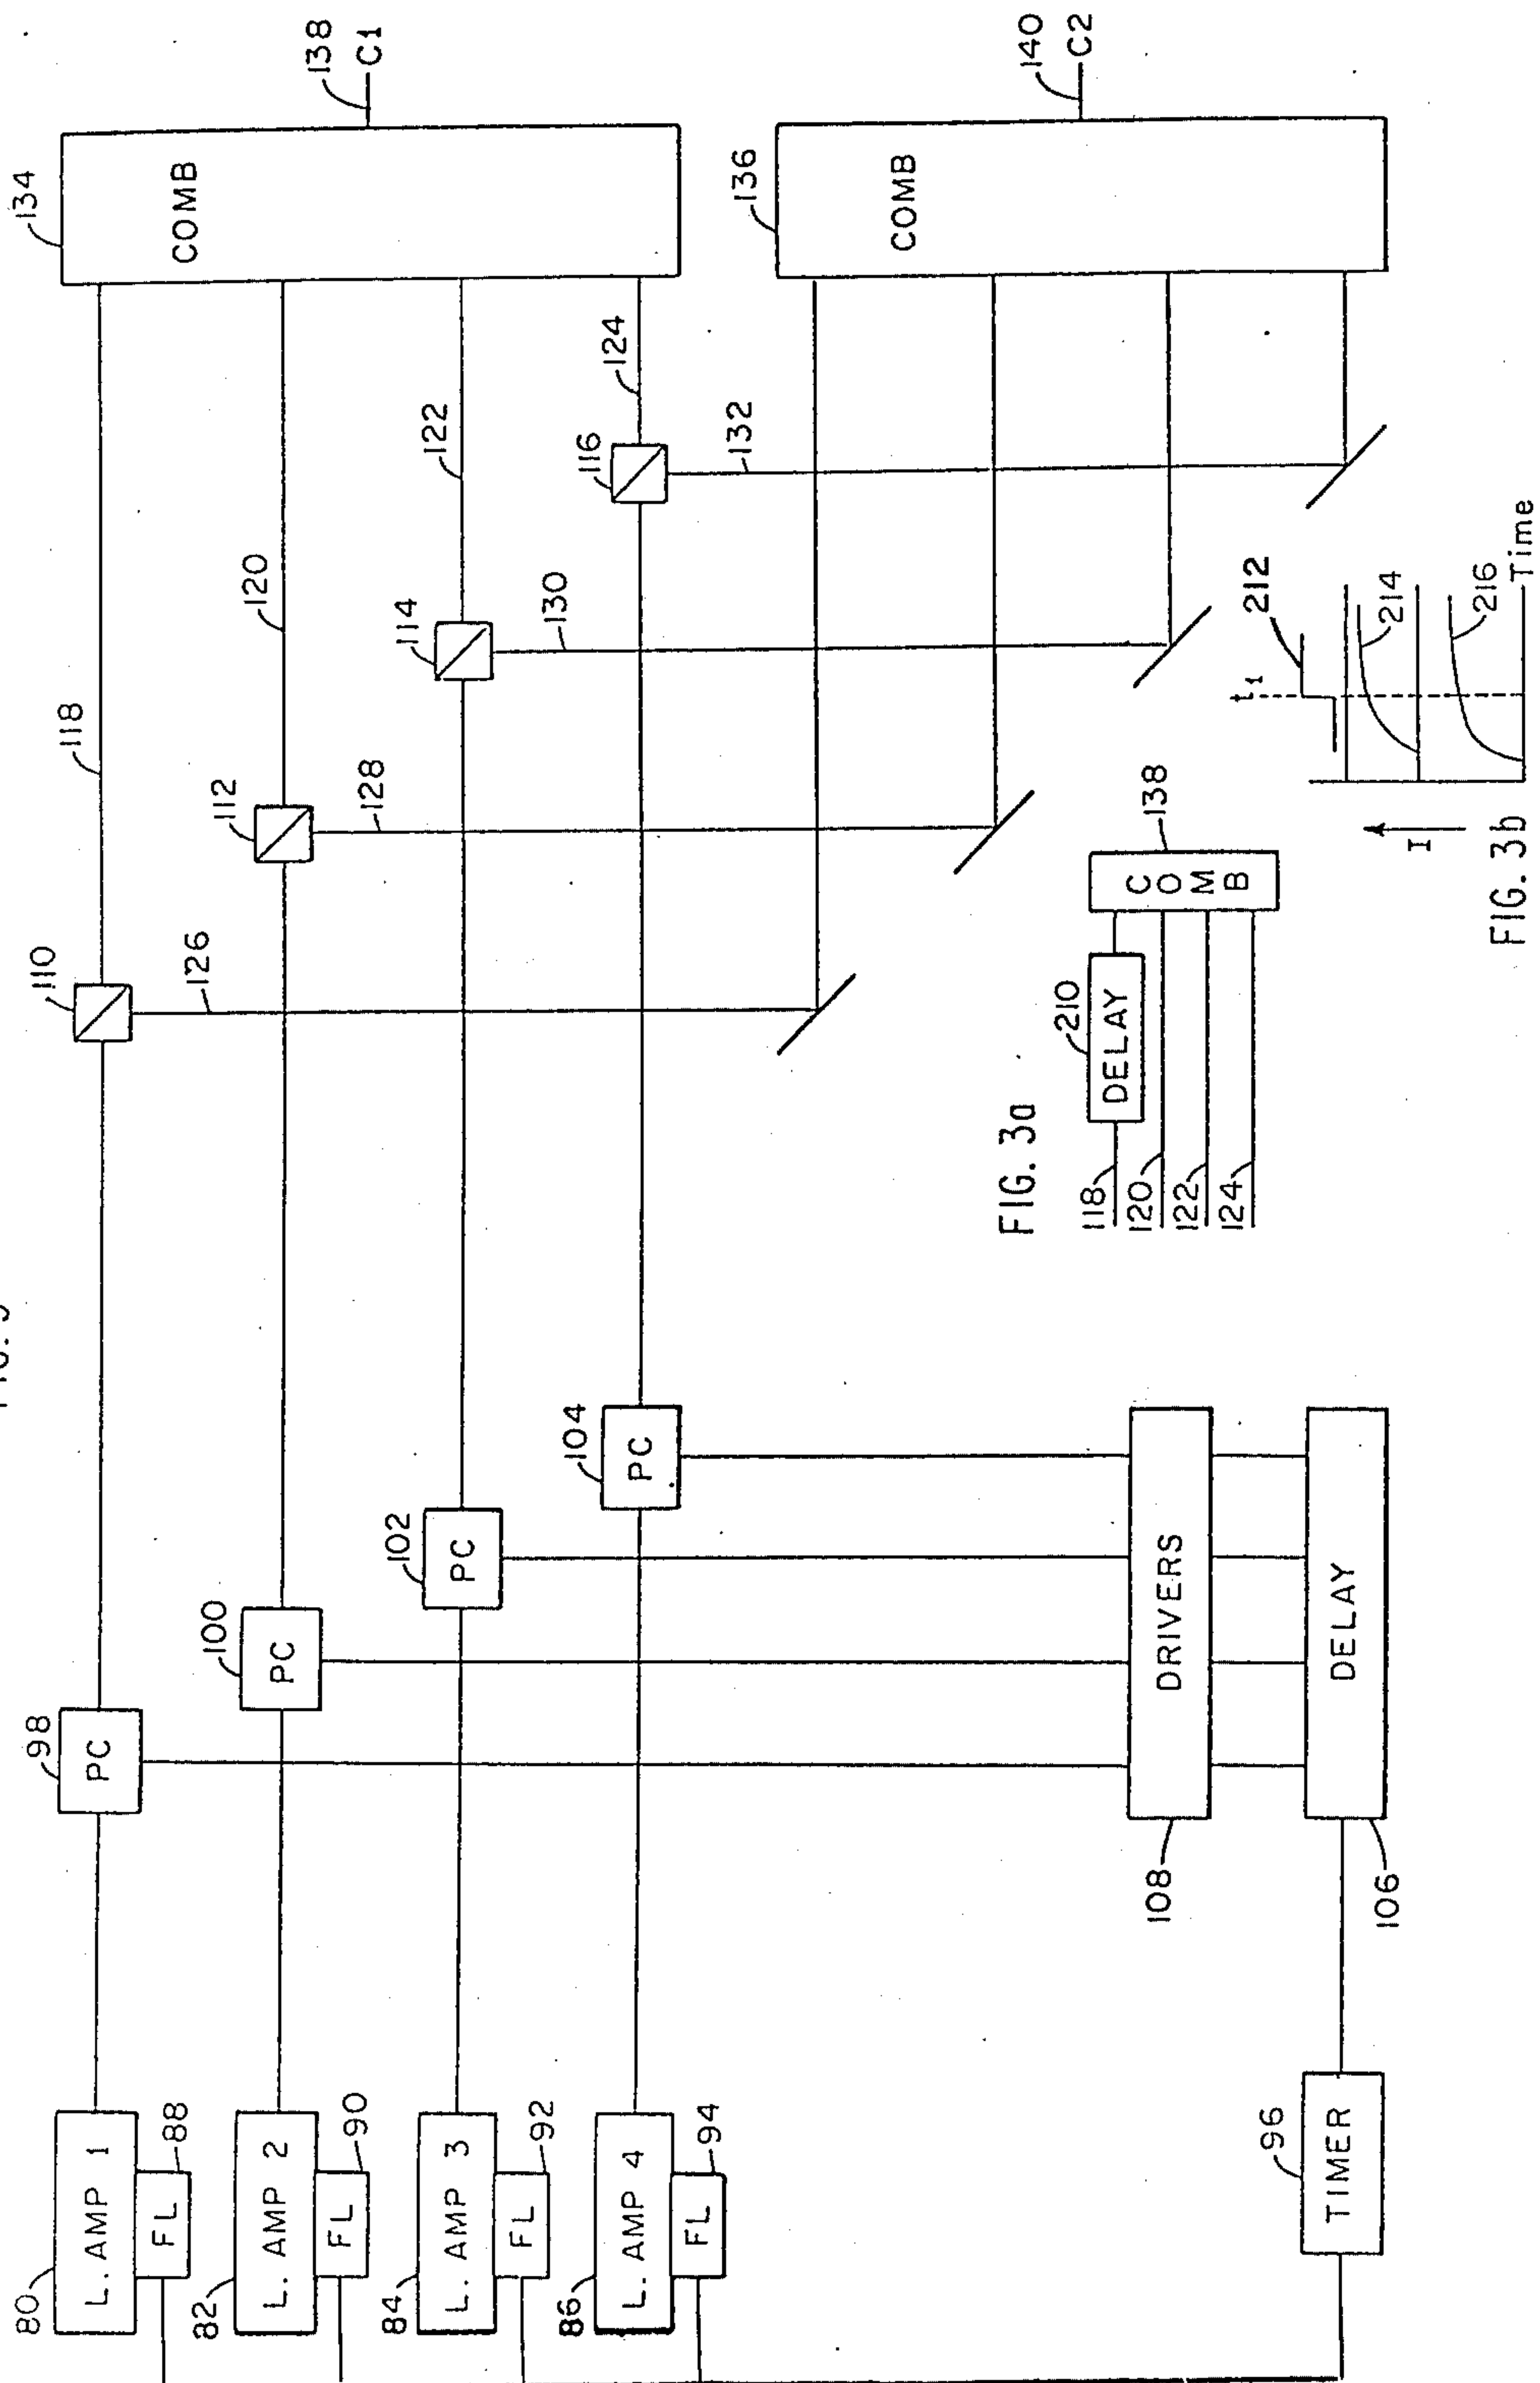 FIG. 3
80
L. AMP 1
FL
88
98
PC
110
118
126
134
COMB
138
C1
82
L. AMP 2
FL
90
100
PC
112
120
128
84
L. AMP 3
FL
92
102
PC
114
122
130
86
L. AMP 4
FL
94
104
PC
116
124
132
136
COMB
140
C2
96
TIMER
108
DRIVERS
106
DELAY
FIG. 3a
118
120
122
124
210
DELAY
COMB
138
FIG. 3b
I
t1
212
214
216
Time